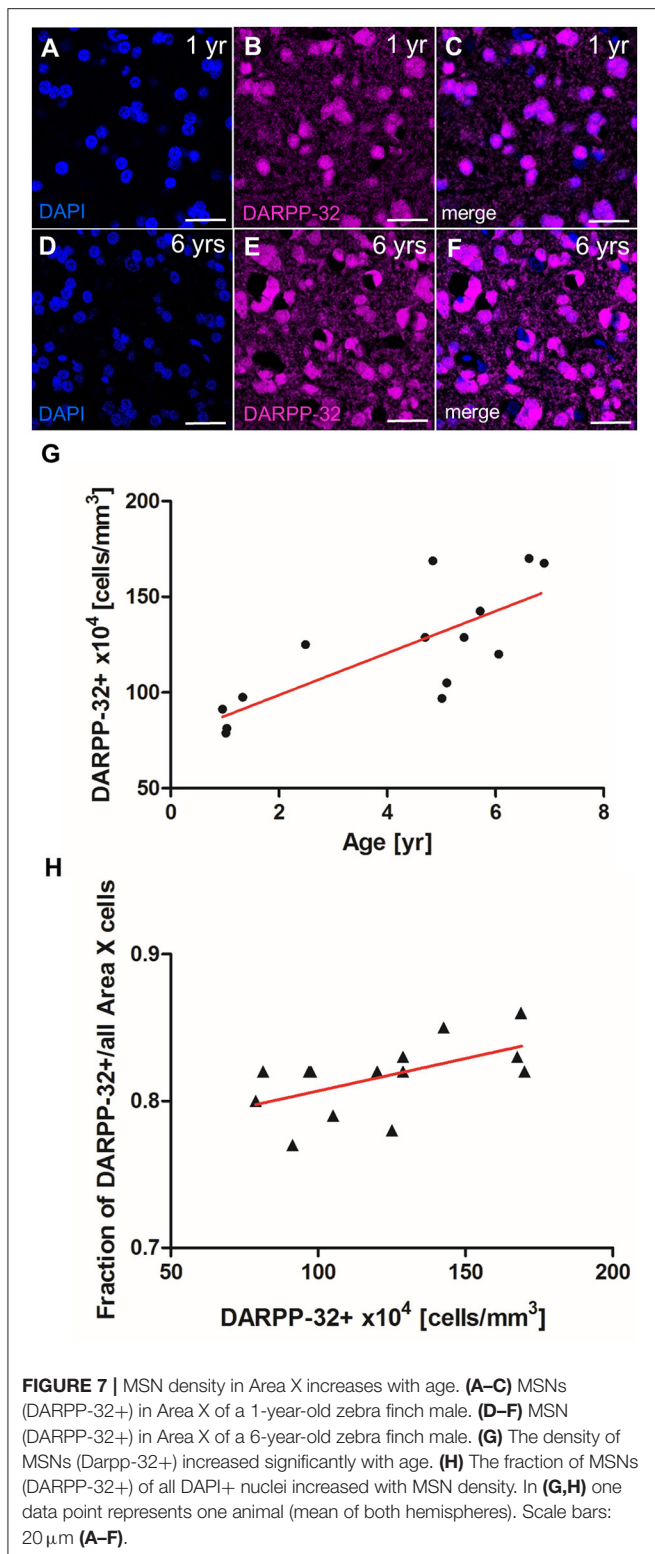 A 1 yr B 1 yr C 1 yr
DAPI DARPP-32 merge
D 6 yrs E 6 yrs F 6 yrs
DAPI DARPP-32 merge
G
200
150
100
50
0 2 4 6 8
Age [yr]
DARPP-32+ x10⁴ [cells/mm³]
H
0.9
0.8
0.7
50 100 150 200
DARPP-32+ x10⁴ [cells/mm³]
Fraction of DARPP-32+/all Area X cells
FIGURE 7 | MSN density in Area X increases with age. (A–C) MSNs
(DARPP-32+) in Area X of a 1-year-old zebra finch male. (D–F) MSN
(DARPP-32+) in Area X of a 6-year-old zebra finch male. (G) The density of
MSNs (Darpp-32+) increased significantly with age. (H) The fraction of MSNs
(DARPP-32+) of all DAPI+ nuclei increased with MSN density. In (G,H) one
data point represents one animal (mean of both hemispheres). Scale bars:
20 μm (A–F).